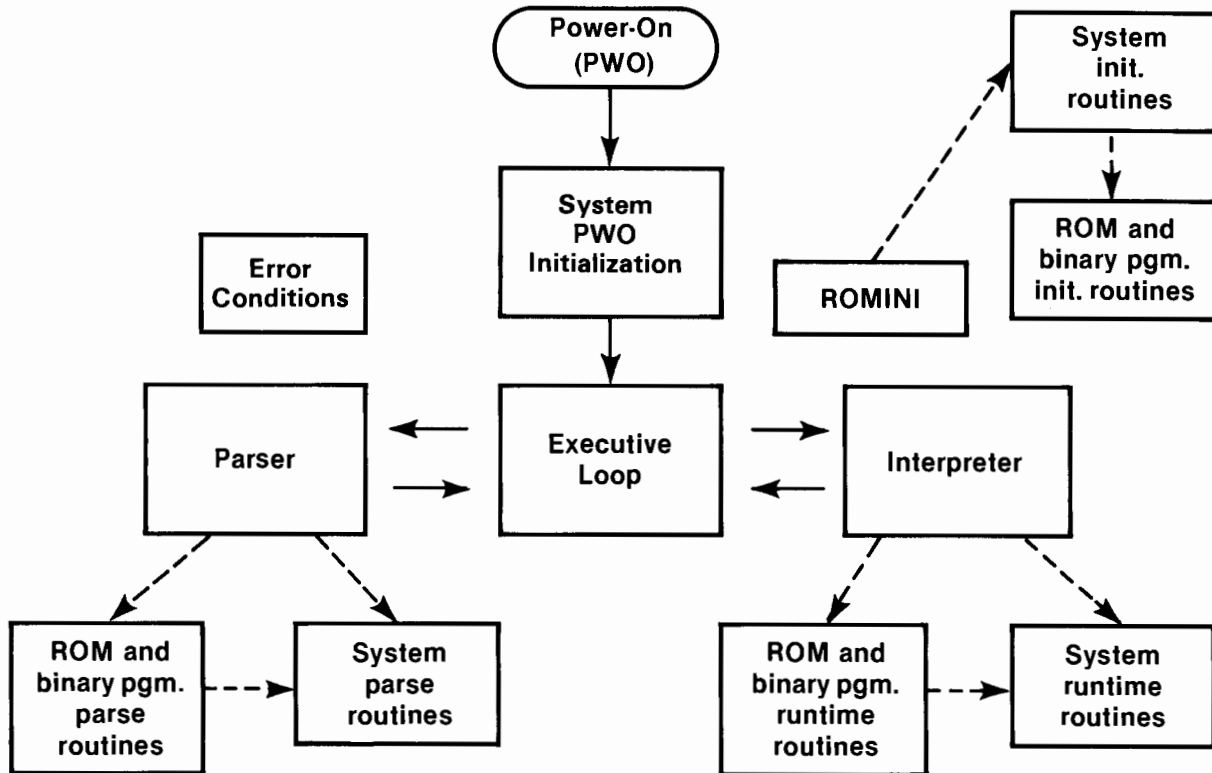 Power-On
(PWO)
System
init.
routines
System
PWO
Initialization
ROM and
binary pgm.
init. routines
Error
Conditions
ROMINI
Parser
Executive
Loop
Interpreter
ROM and
binary pgm.
parse
routines
System
parse
routines
ROM and
binary pgm.
runtime
routines
System
runtime
routines